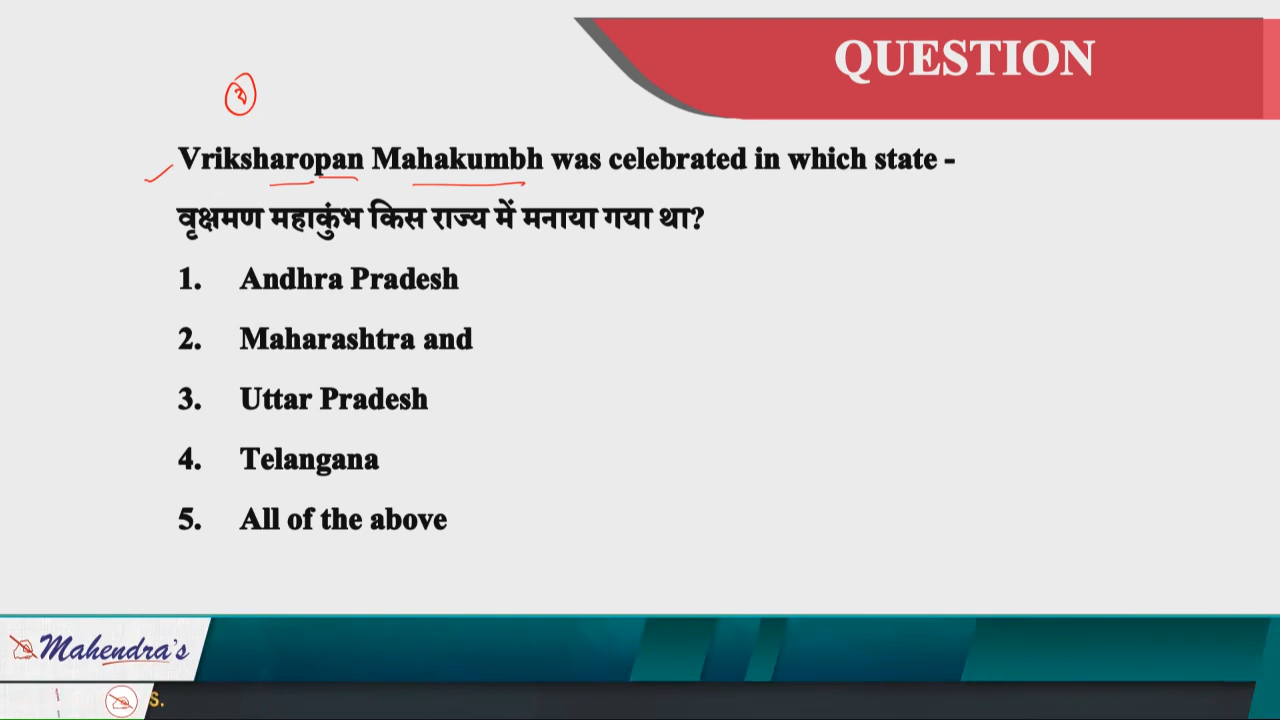 QUESTION
२
Vriksharopan Mahakumbh was celebrated in which state -
वृक्षमण महाकुंभ किस राज्य में मनाया गया था?
1. Andhra Pradesh
2. Maharashtra and
3. Uttar Pradesh
4. Telangana
5. All of the above
Mahendra's
s.